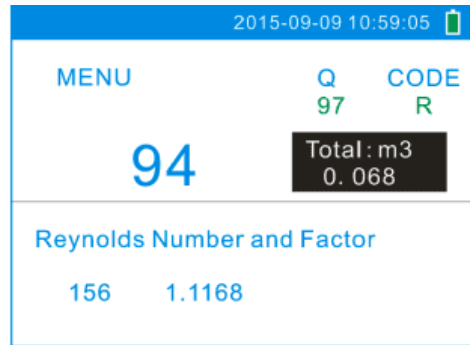 2015-09-09 10:59:05
MENU Q CODE
97 R
94
Total: m3
0. 068
Reynolds Number and Factor
156 1.1168